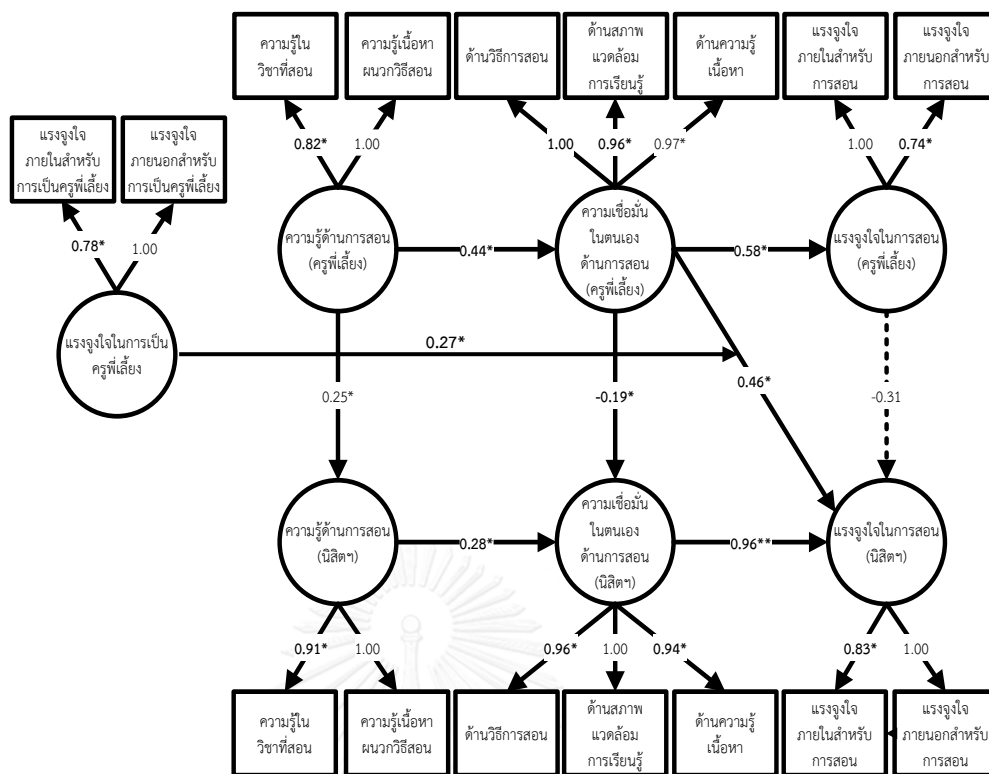 ความรู้ใน
วิชาที่สอน
ความรู้เนื้อหา
ผนวกวิธีสอน
ด้านวิธีการสอน
ด้านสภาพ
แวดล้อม
การเรียนรู้
ด้านความรู้
เนื้อหา
แรงจูงใจ
ภายในสำหรับ
การสอน
แรงจูงใจ
ภายนอกสำหรับ
การสอน
แรงจูงใจ
ภายในสำหรับ
การเป็นครูพี่เลี้ยง
แรงจูงใจ
ภายนอกสำหรับ
การเป็นครูพี่เลี้ยง
0.82*
1.00
1.00
0.96*
0.97*
1.00
0.74*
0.78*
1.00
ความรู้ด้านการสอน
(ครูพี่เลี้ยง)
0.44*
ความเชื่อมั่น
ในตนเอง
ด้านการสอน
(ครูพี่เลี้ยง)
0.58*
แรงจูงใจในการสอน
(ครูพี่เลี้ยง)
แรงจูงใจในการเป็น
ครูพี่เลี้ยง
0.27*
0.25*
-0.19*
0.46*
-0.31
ความรู้ด้านการสอน
(นิสิตฯ)
0.28*
ความเชื่อมั่น
ในตนเอง
ด้านการสอน
(นิสิตฯ)
0.96**
แรงจูงใจในการสอน
(นิสิตฯ)
0.91*
1.00
0.96*
1.00
0.94*
0.83*
1.00
ความรู้ใน
วิชาที่สอน
ความรู้เนื้อหา
ผนวกวิธีสอน
ด้านวิธีการสอน
ด้านสภาพ
แวดล้อม
การเรียนรู้
ด้านความรู้
เนื้อหา
แรงจูงใจ
ภายในสำหรับ
การสอน
แรงจูงใจ
ภายนอกสำหรับ
การสอน